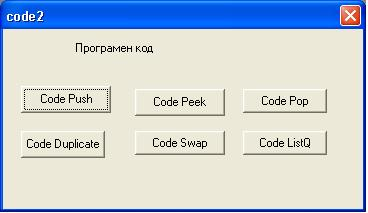 code2
Програмен код
Code Push
Code Peek
Code Pop
Code Duplicate
Code Swap
Code ListQ